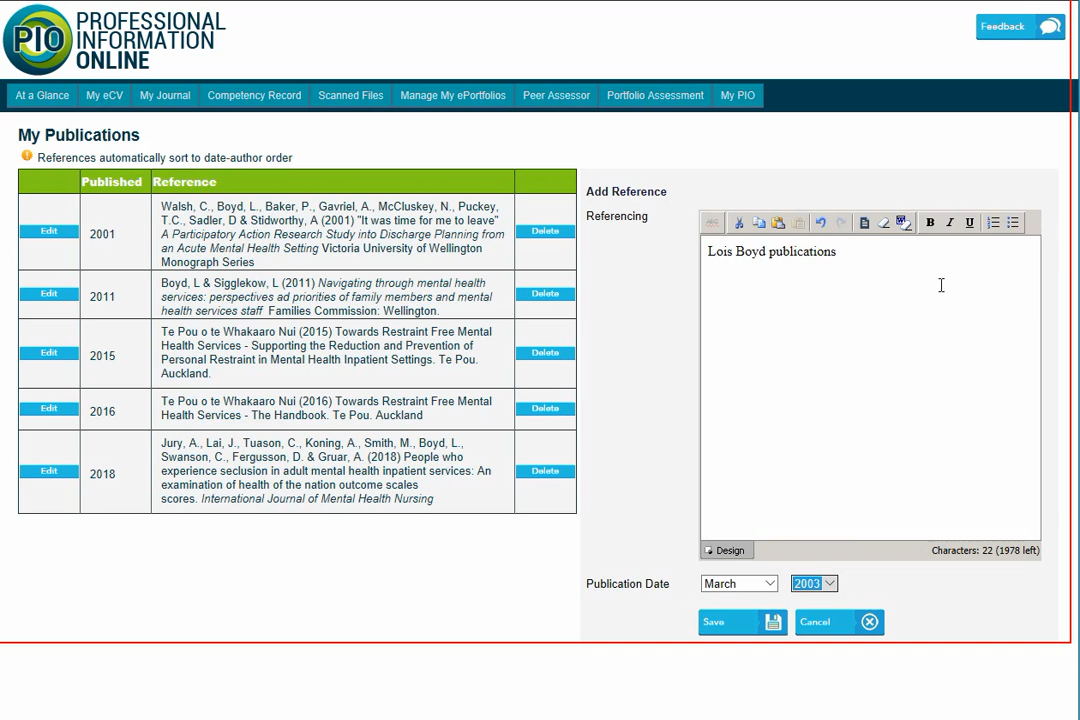 PIO
PROFESSIONAL
INFORMATION
ONLINE
Feedback
At a Glance
My eCV
My Journal
Competency Record
Scanned Files
Manage My ePortfolios
Peer Assessor
Portfolio Assessment
My PIO
My Publications
References automatically sort to date-author order
Published Reference
Edit
2001
Walsh, C., Boyd, L., Baker, P., Gavriel, A., McCluskey, N., Puckey,
T.C., Sadler, D & Stidworthy, A (2001) "It was time for me to leave"
A Participatory Action Research Study into Discharge Planning from
an Acute Mental Health Setting Victoria University of Wellington
Monograph Series
Delete
Edit
2011
Boyd, L & Sigglekow, L (2011) Navigating through mental health
services: perspectives ad priorities of family members and mental
health services staff Families Commission: Wellington.
Delete
Edit
2015
Te Pou o te Whakaaro Nui (2015) Towards Restraint Free Mental
Health Services - Supporting the Reduction and Prevention of
Personal Restraint in Mental Health Inpatient Settings. Te Pou.
Auckland.
Delete
Edit
2016
Te Pou o te Whakaaro Nui (2016) Towards Restraint Free Mental
Health Services - The Handbook. Te Pou. Auckland
Delete
Edit
2018
Jury, A., Lai, J., Tuason, C., Koning, A., Smith, M., Boyd, L.,
Swanson, C., Fergusson, D. & Gruar, A. (2018) People who
experience seclusion in adult mental health inpatient services: An
examination of health of the nation outcome scales
scores. International Journal of Mental Health Nursing
Delete
Add Reference
Referencing
B I U
Lois Boyd publications
Design
Characters: 22 (1978 left)
Publication Date
March
2003
Save
Cancel